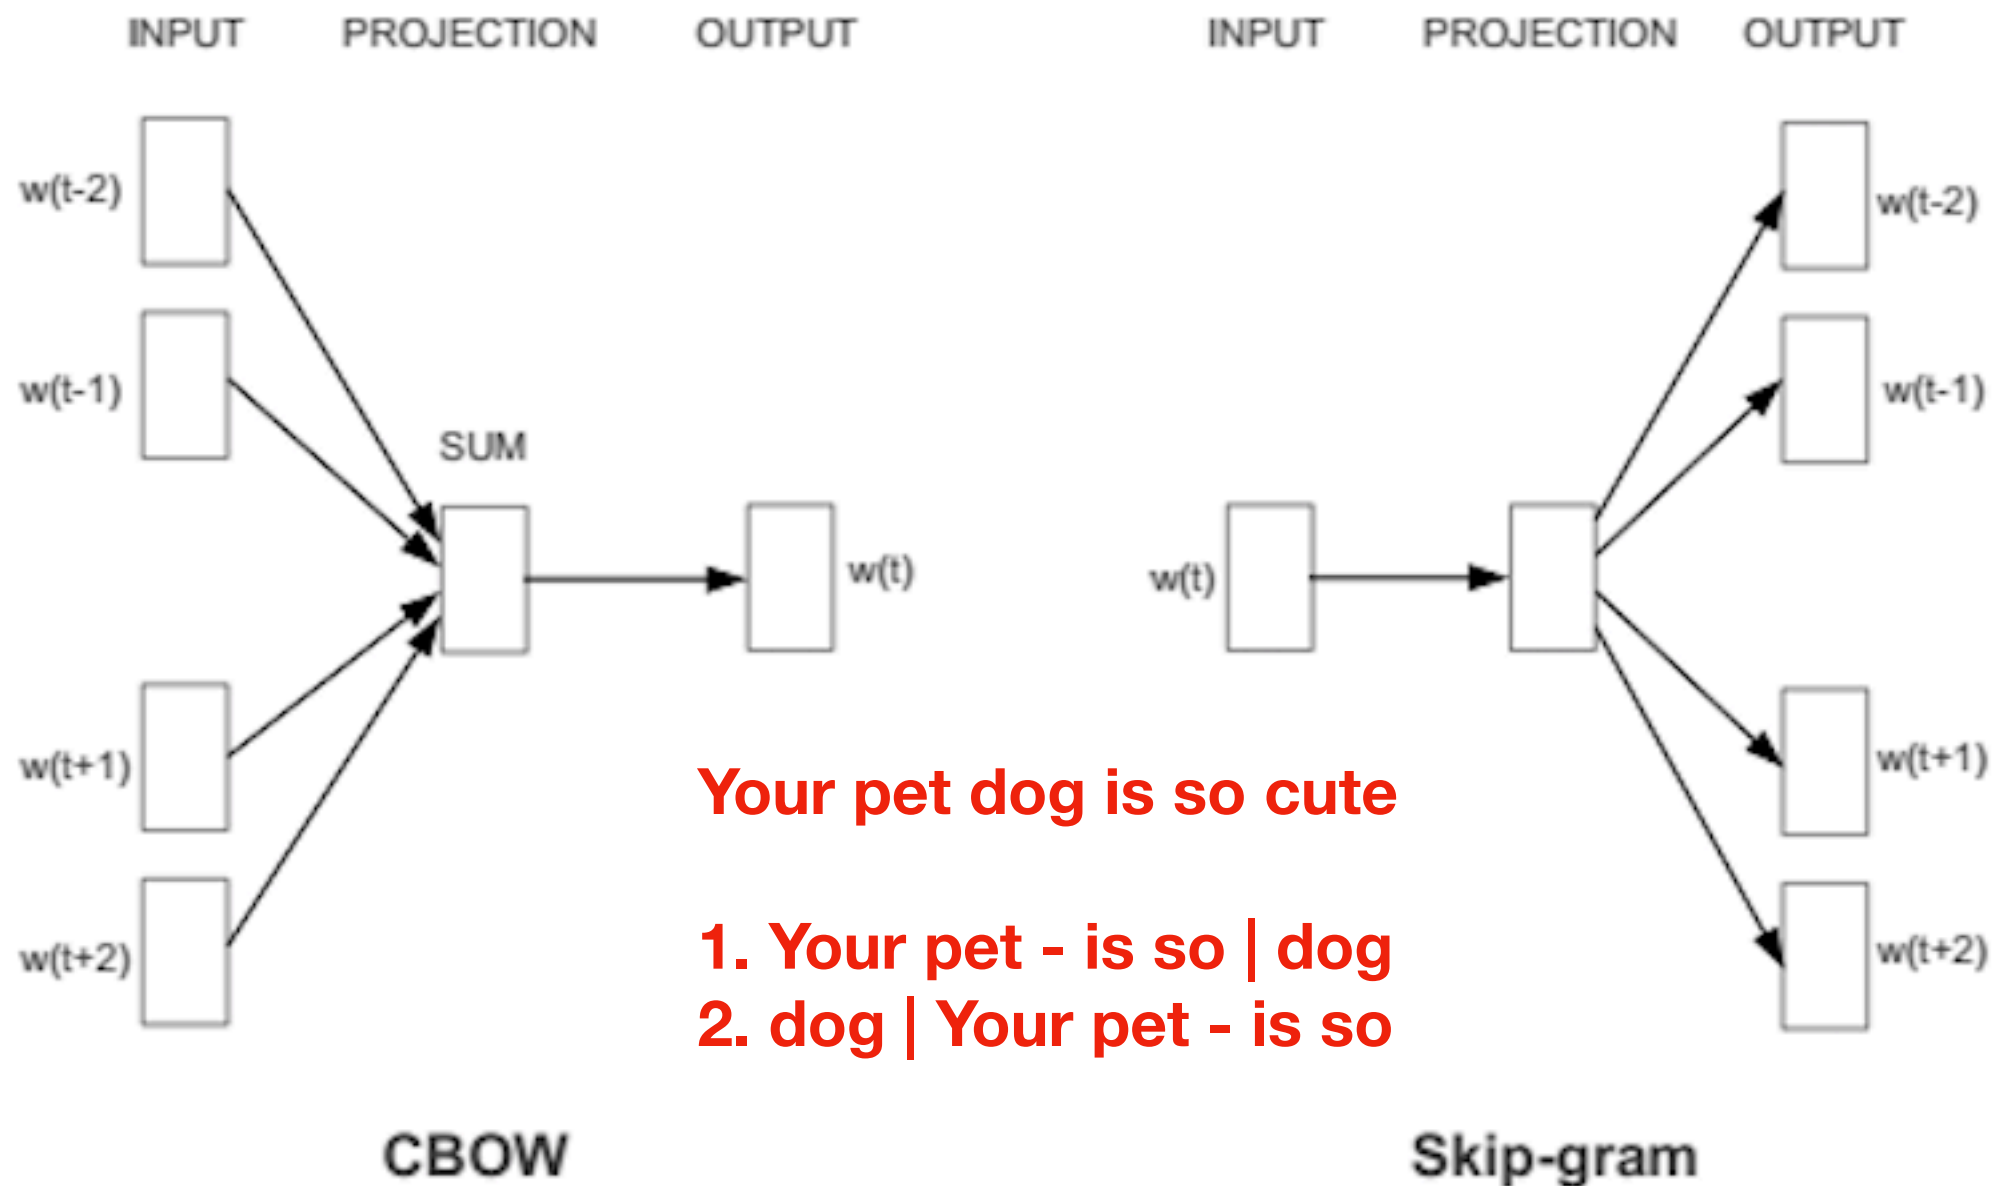 INPUT PROJECTION OUTPUT
w(t-2)
w(t-1)
SUM
w(t)
w(t+1)
w(t+2)
CBOW
INPUT PROJECTION OUTPUT
w(t-2)
w(t-1)
w(t)
w(t+1)
w(t+2)
Skip-gram
Your pet dog is so cute
1. Your pet - is so | dog
2. dog | Your pet - is so